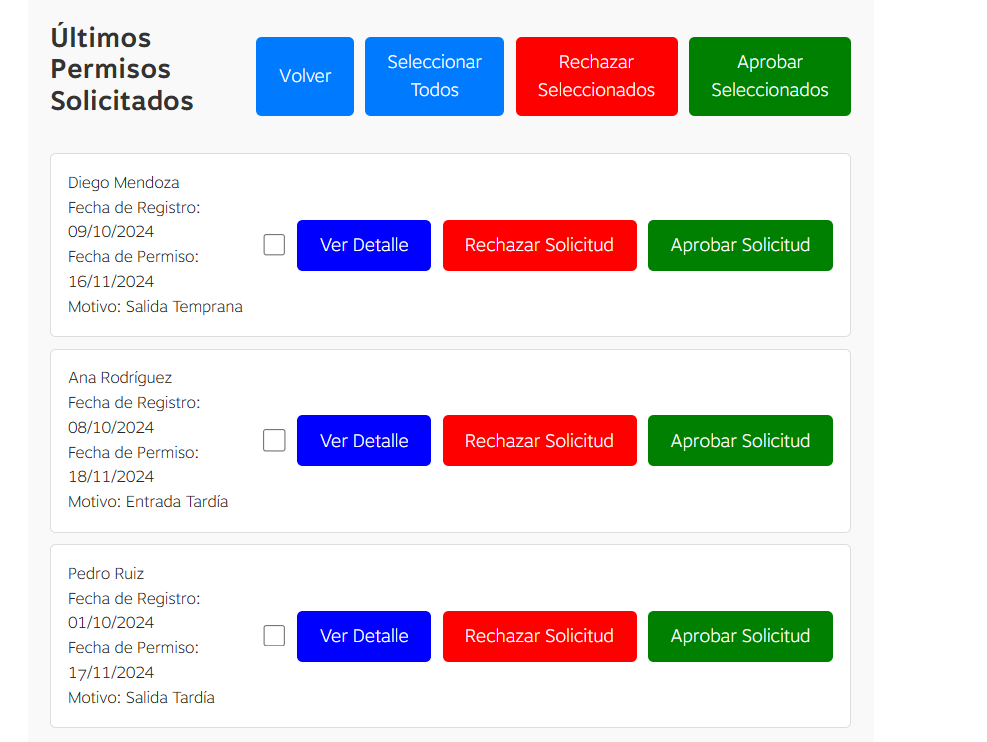 Últimos
Permisos
Solicitados
Volver
Seleccionar
Todos
Rechazar
Seleccionados
Aprobar
Seleccionados
Diego Mendoza
Fecha de Registro:
09/10/2024
Fecha de Permiso:
16/11/2024
Motivo: Salida Temprana
Ver Detalle
Rechazar Solicitud
Aprobar Solicitud
Ana Rodríguez
Fecha de Registro:
08/10/2024
Fecha de Permiso:
18/11/2024
Motivo: Entrada Tardía
Ver Detalle
Rechazar Solicitud
Aprobar Solicitud
Pedro Ruiz
Fecha de Registro:
01/10/2024
Fecha de Permiso:
17/11/2024
Motivo: Salida Tardía
Ver Detalle
Rechazar Solicitud
Aprobar Solicitud